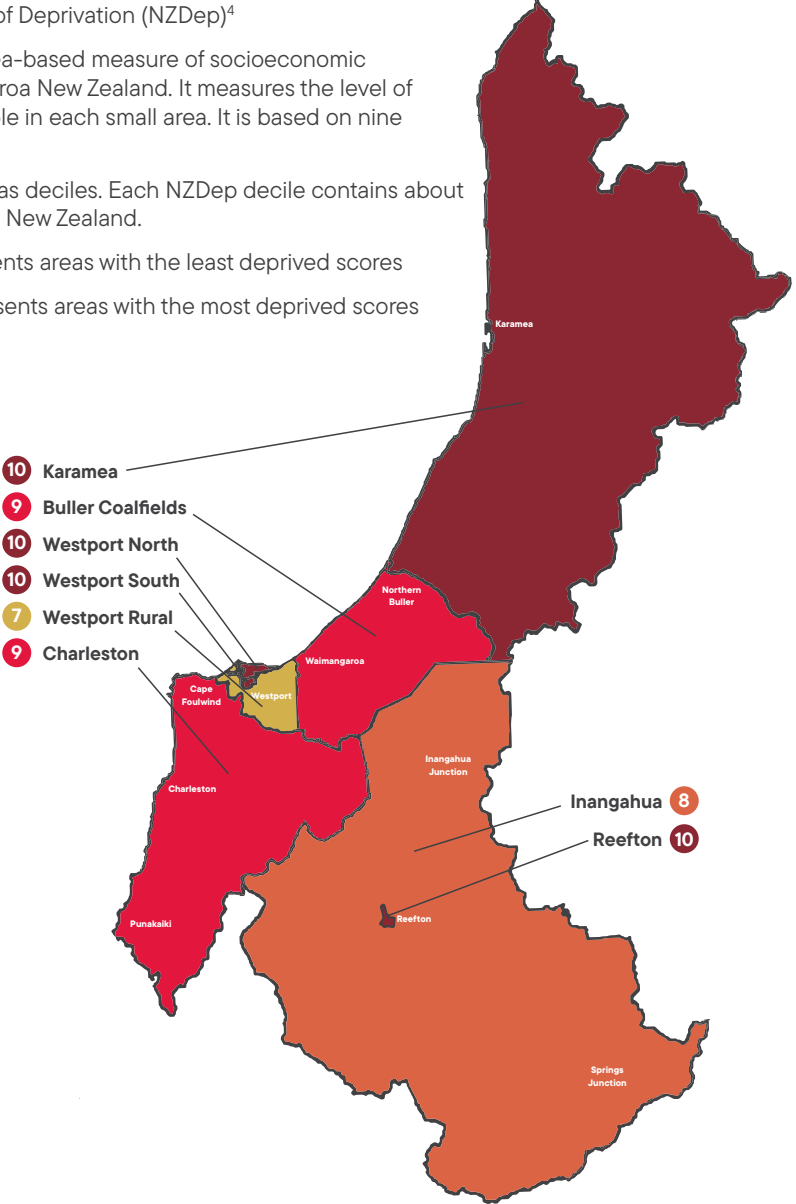 of Deprivation (NZDep)⁴
ea-based measure of socioeconomic
roa New Zealand. It measures the level of
le in each small area. It is based on nine
as deciles. Each NZDep decile contains about
New Zealand.
ents areas with the least deprived scores
sents areas with the most deprived scores
Karamea
10 Karamea
9 Buller Coalfields
10 Westport North
10 Westport South
7 Westport Rural
9 Charleston
Northern
Buller
Waimangaroa
Cape
Foulwind
Westport
Inangahua
Junction
Charleston
Inangahua 8
Reefton 10
Reefton
Punakaiki
Springs
Junction